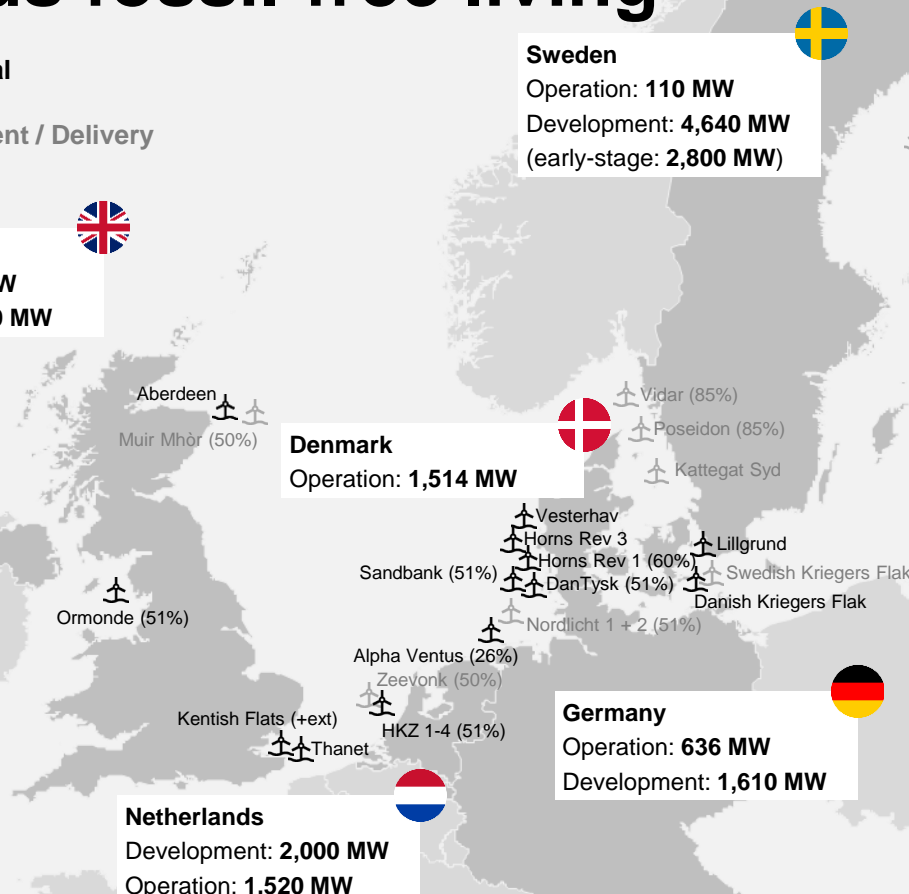 fossil free living
Sweden
Operation: 110 MW
Development: 4,640 MW
(early-stage: 2,800 MW)
/ Delivery
MW
Aberdeen
Muir Mhòr (50%)
Vidar (85%)
Poseidon (85%)
Kattegat Syd
Denmark
Operation: 1,514 MW
Vesterhav
Horns Rev 3
Horns Rev 1 (60%)
Sandbank (51%)
DanTysk (51%)
Lillgrund
Swedish Kriegers Flak
Danish Kriegers Flak
Ormonde (51%)
Nordlicht 1 + 2 (51%)
Alpha Ventus (26%)
Zeevonk (50%)
HKZ 1-4 (51%)
Kentish Flats (+ext)
Thanet
Germany
Operation: 636 MW
Development: 1,610 MW
Netherlands
Development: 2,000 MW
Operation: 1,520 MW